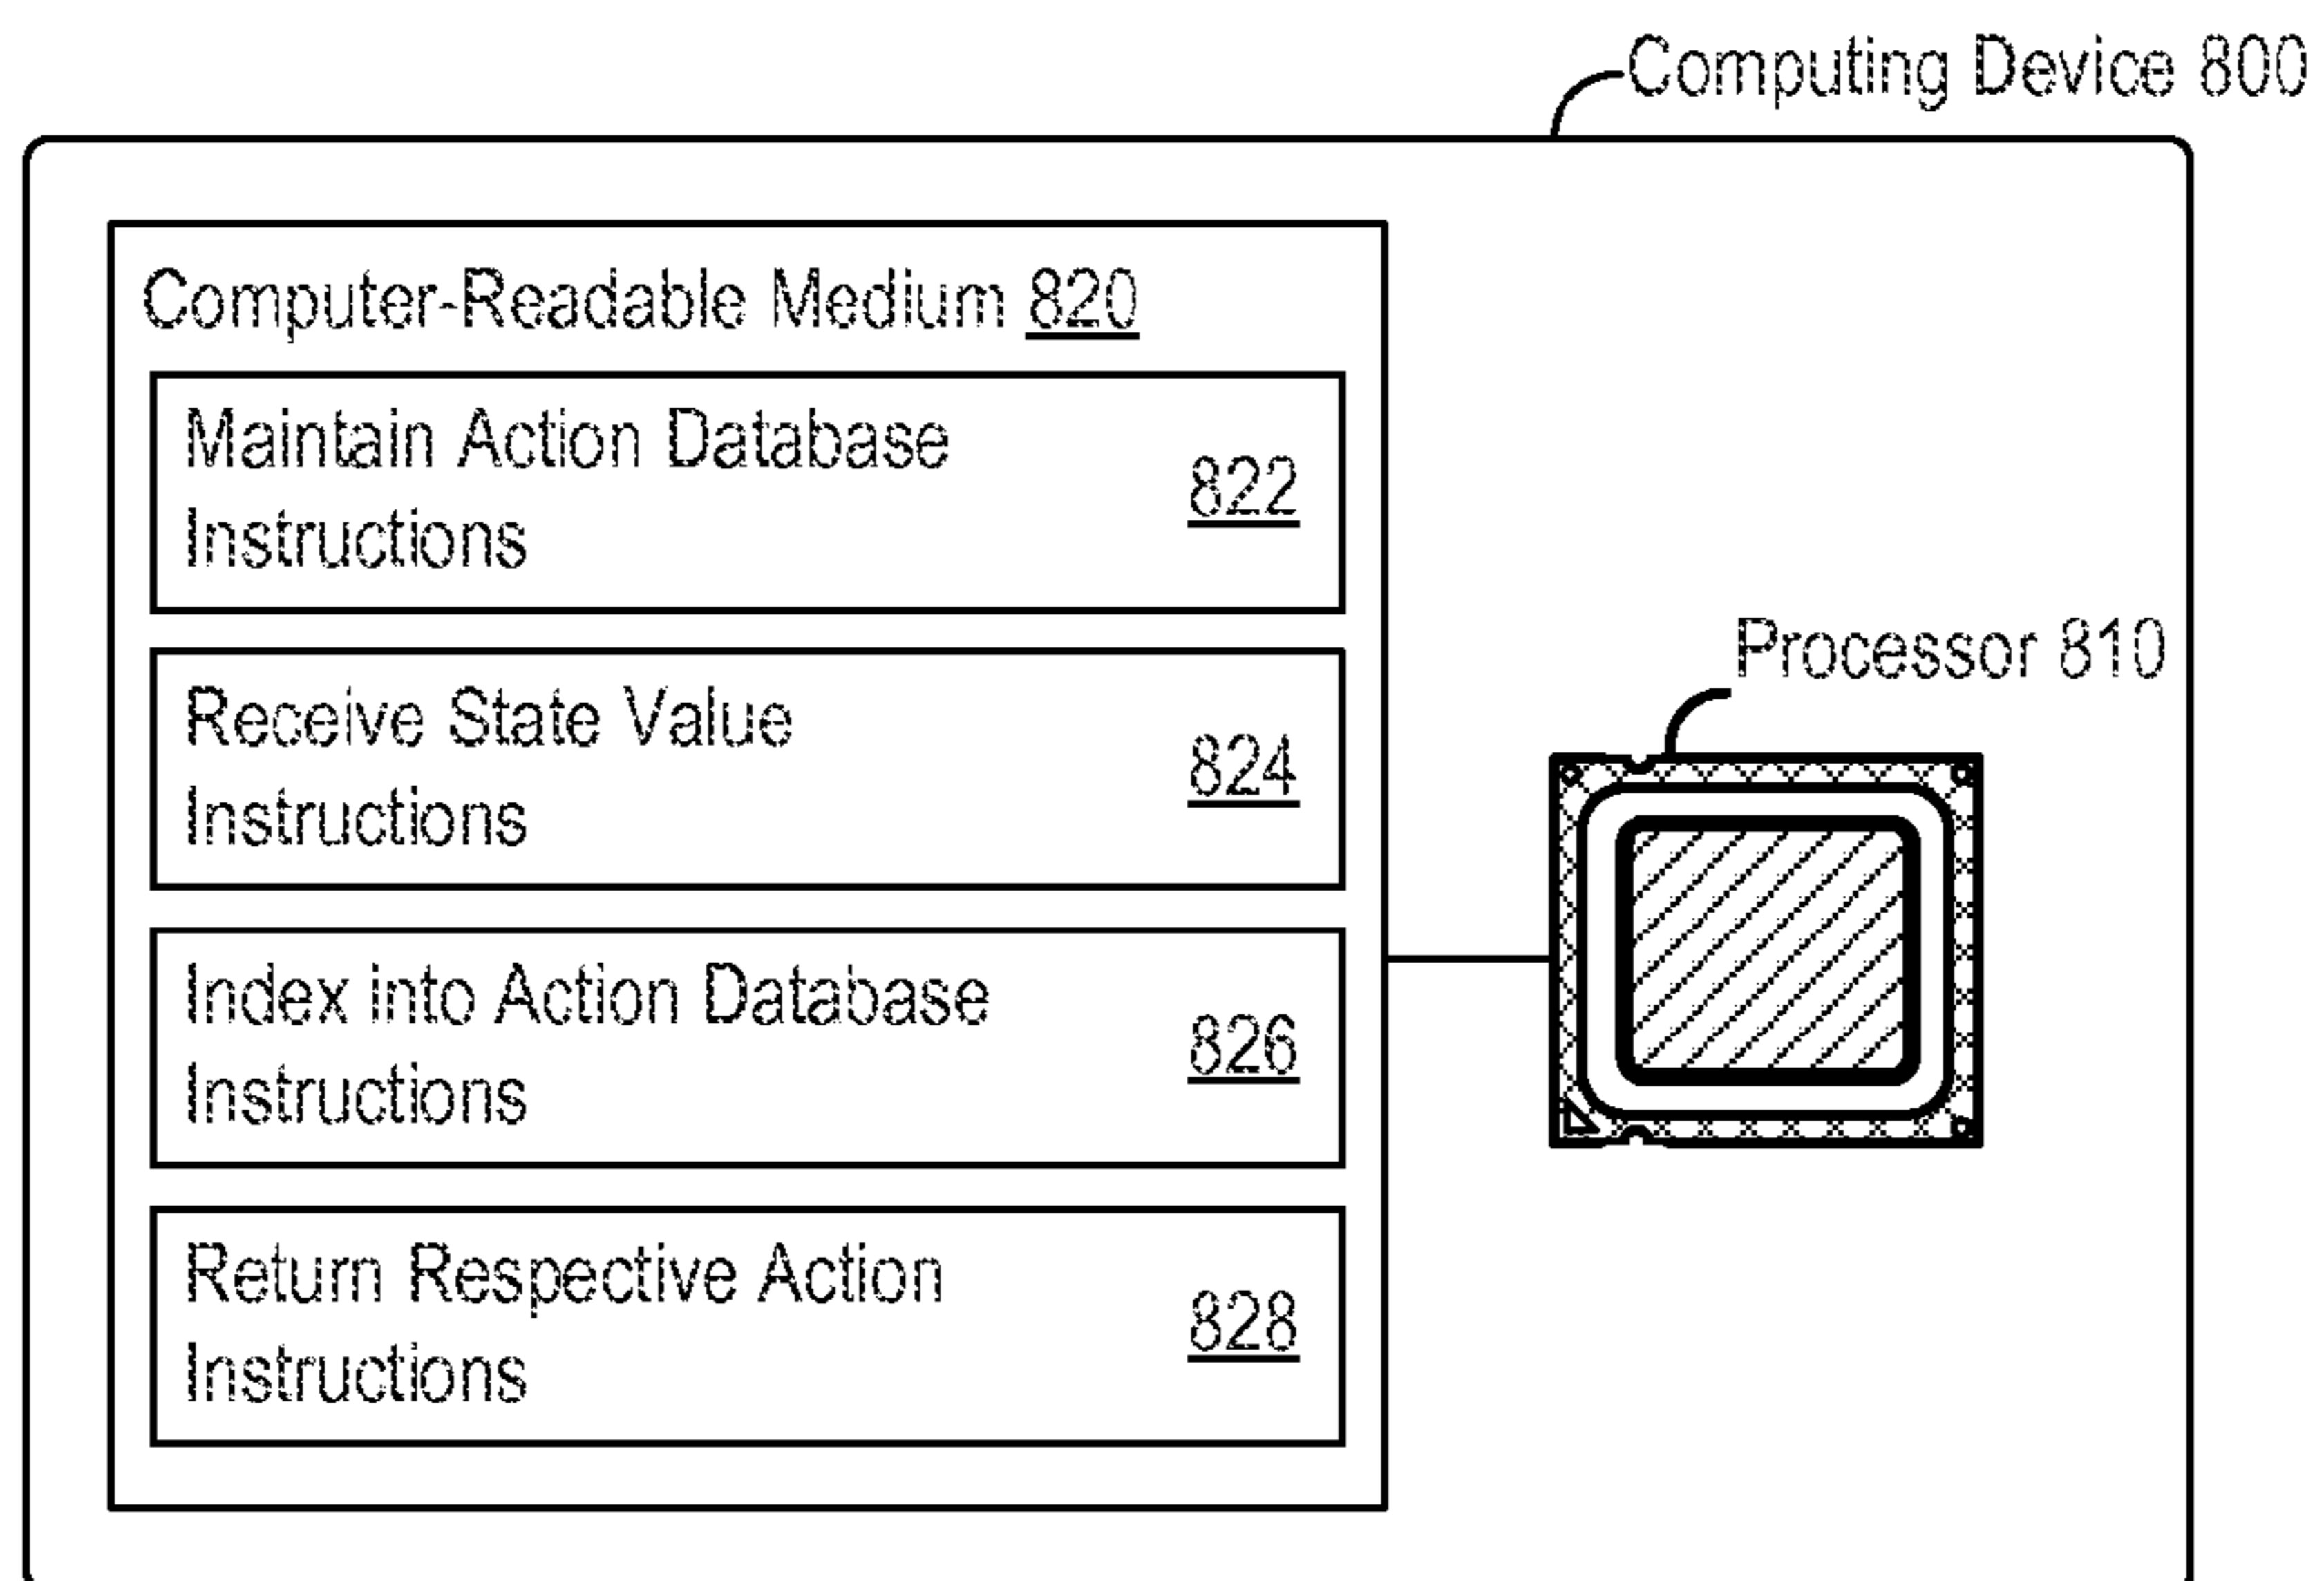 Computing Device 800
Computer-Readable Medium 820
Maintain Action Database
Instructions
822
Receive State Value
Instructions
824
Index into Action Database
Instructions
826
Return Respective Action
Instructions
828
Processor 810